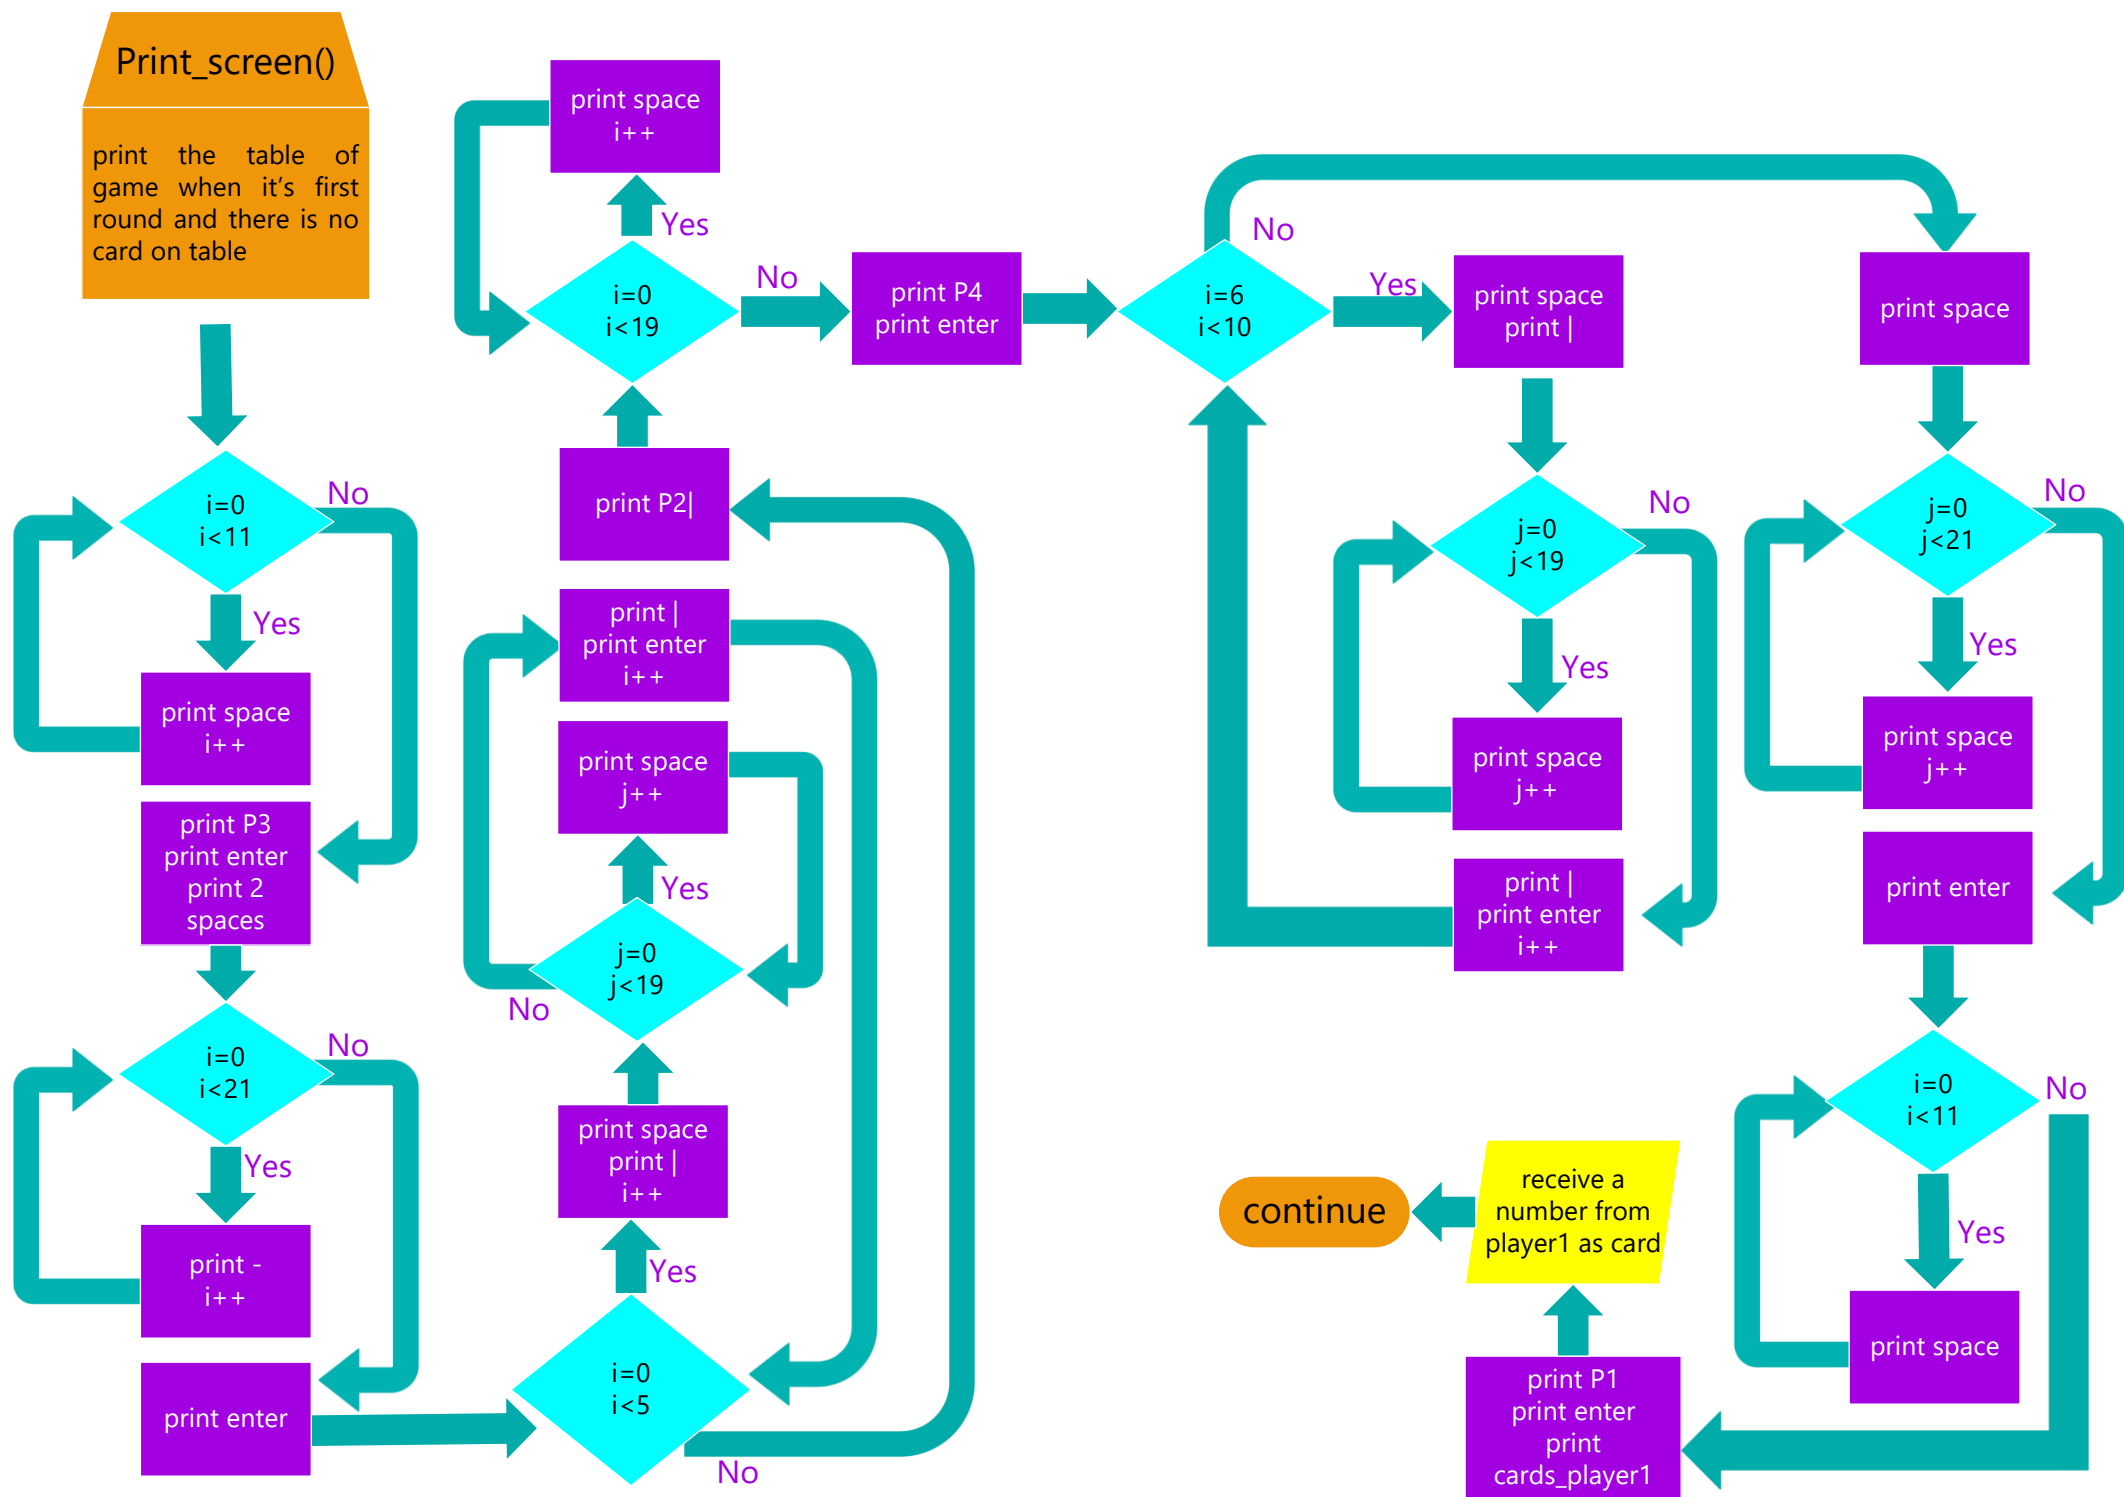 Print_screen()
print the table of
game when it's first
round and there is no
card on table
i=0
i<11
No
Yes
print space
i++
print P3
print enter
print 2
spaces
i=0
i<21
No
Yes
print -
i++
print enter
i=0
i<5
Yes
No
print space
print |
i++
j=0
j<19
Yes
No
print space
j++
print |
print enter
i++
print P2|
i=0
i<19
Yes
No
print space
i++
print P4
print enter
i=6
i<10
No
Yes
print space
print |
j=0
j<19
No
Yes
print space
j++
print |
print enter
i++
print space
j=0
j<21
No
Yes
print space
j++
print enter
i=0
i<11
No
Yes
print space
print P1
print enter
print
cards_player1
receive a
number from
player1 as card
continue